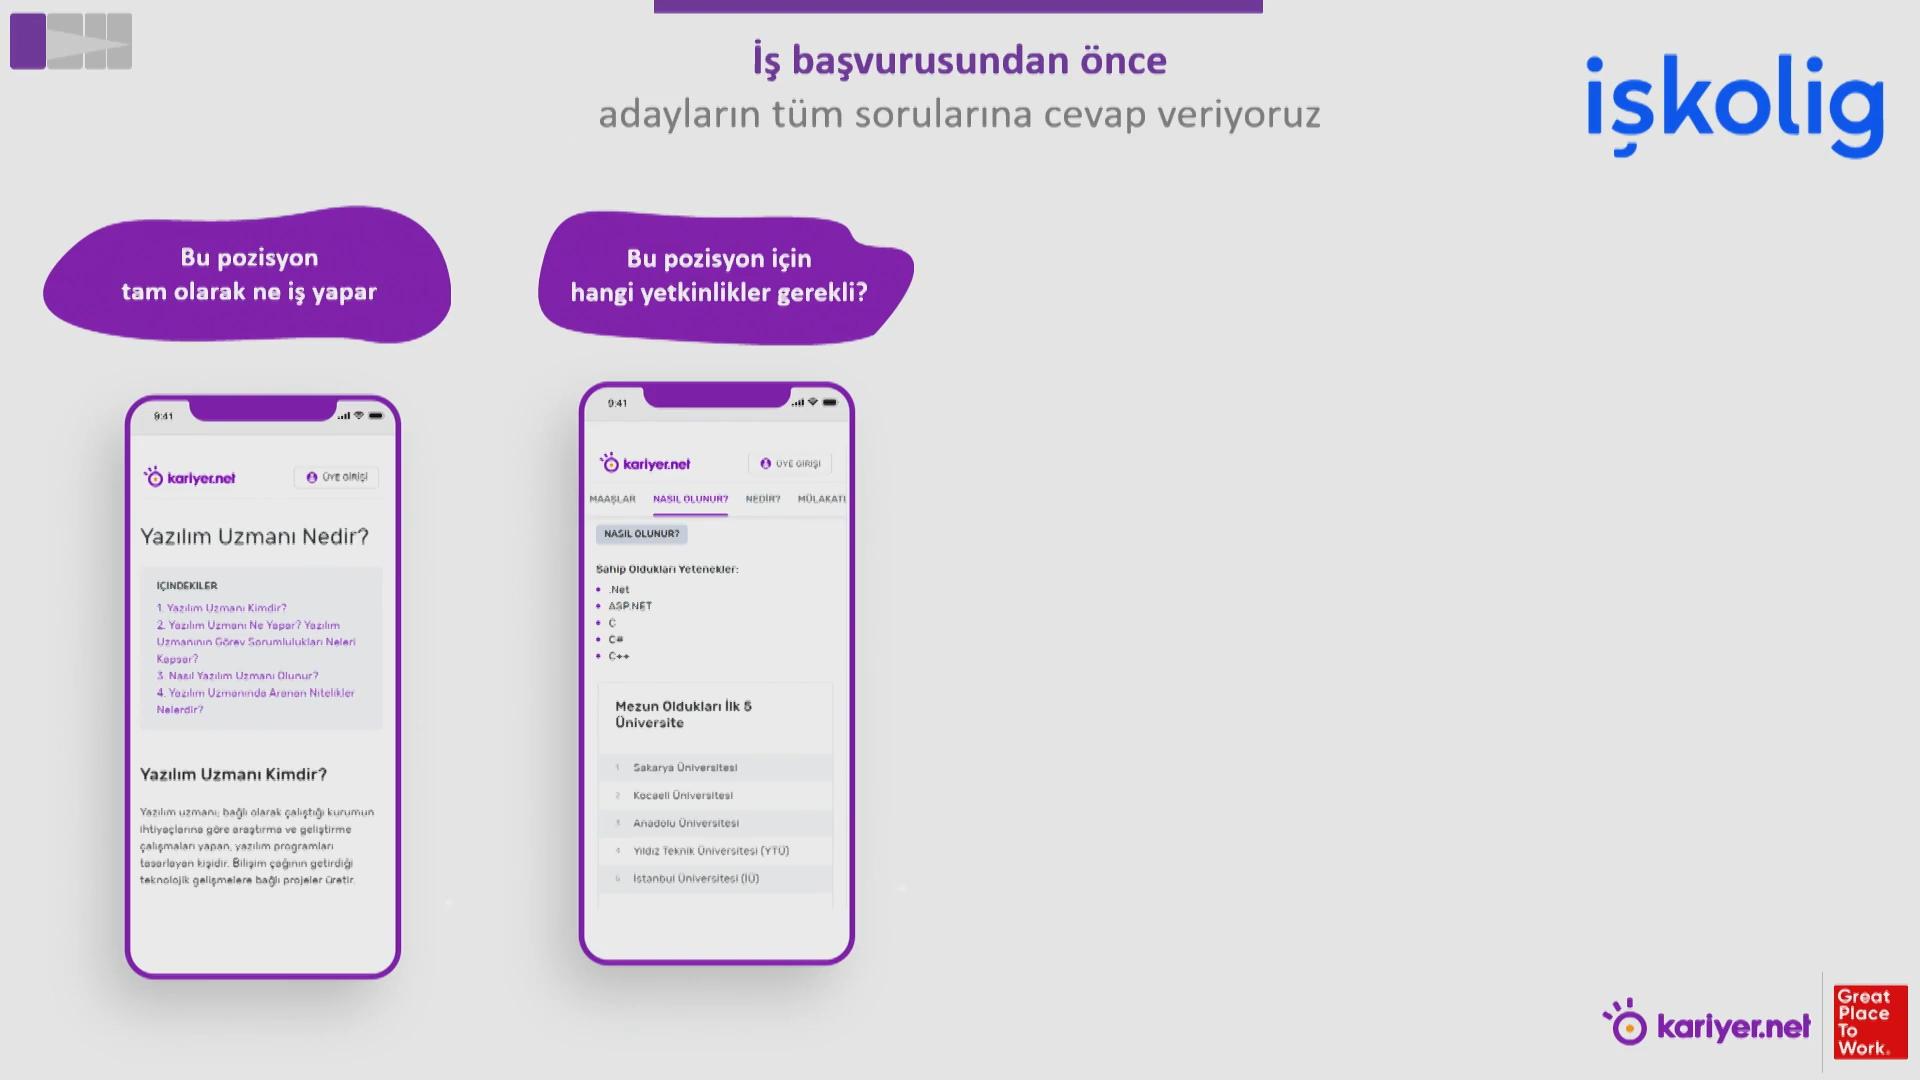 İş başvurusundan önce
adayların tüm sorularına cevap veriyoruz
işkolig
Bu pozisyon
tam olarak ne iş yapar
Bu pozisyon için
hangi yetkinlikler gerekli?
9:41
kariyer.net
ÜYE GİRİŞİ
Yazılım Uzmanı Nedir?
İÇİNDEKİLER
1. Yazılım Uzmanı Kimdir?
2. Yazılım Uzmanı Ne Yapar? Yazılım
Uzmanının Görev Sorumlulukları Neleri
Kapsar?
3. Nasıl Yazılım Uzmanı Olunur?
4. Yazılım Uzmanında Aranan Nitelikler
Nelerdir?
Yazılım Uzmanı Kimdir?
Yazılım uzmanı; bağlı olarak çalıştığı kurumun
ihtiyaçlarına göre araştırma ve geliştirme
çalışmaları yapan, yazılım programları
tasarlayan kişidir. Bilişim çağının getirdiği
teknolojik gelişmelere bağlı projeler üretir.
9:41
kariyer.net
ÜYE GİRİŞİ
MAAŞLAR NASIL OLUNUR? NEDİR? MÜLAKATI
NASIL OLUNUR?
Sahip Oldukları Yetenekler:
• .Net
• ASP.NET
• C
• C#
• C++
Mezun Oldukları İlk 5
Üniversite
1 Sakarya Üniversitesi
2 Kocaeli Üniversitesi
3 Anadolu Üniversitesi
4 Yıldız Teknik Üniversitesi (YTÜ)
5 İstanbul Üniversitesi (İÜ)
kariyer.net
Great
Place
To
Work.